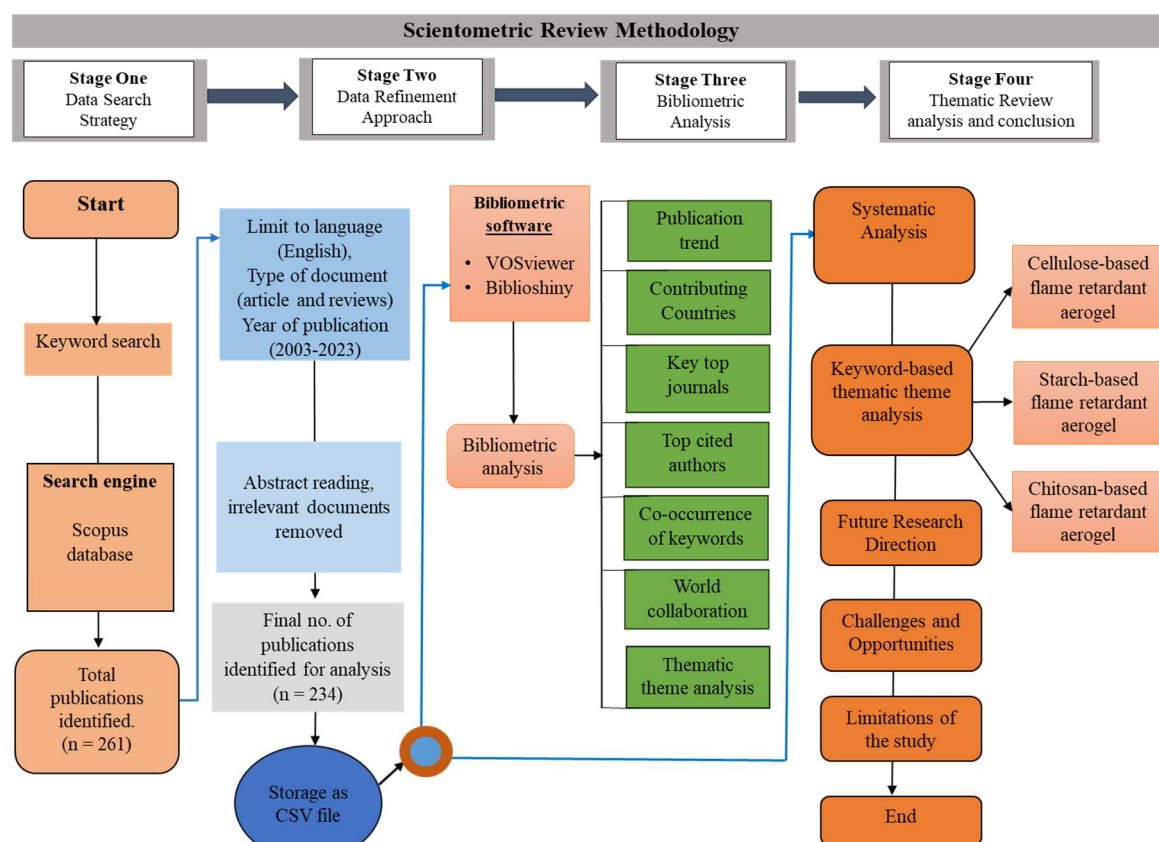 Scientometric Review Methodology
Stage One
Data Search
Strategy
Stage Two
Data Refinement
Approach
Stage Three
Bibliometric
Analysis
Stage Four
Thematic Review
analysis and conclusion
Start
Keyword search
Search engine
Scopus
database
Total
publications
identified.
(n = 261)
Limit to language
(English),
Type of document
(article and reviews)
Year of publication
(2003-2023)
Abstract reading,
irrelevant documents
removed
Final no. of
publications
identified for analysis
(n = 234)
Storage as
CSV file
Bibliometric
software
• VOSviewer
• Biblioshiny
Bibliometric
analysis
Publication
trend
Contributing
Countries
Key top
journals
Top cited
authors
Co-occurrence
of keywords
World
collaboration
Thematic
theme analysis
Systematic
Analysis
Keyword-based
thematic theme
analysis
Cellulose-based
flame retardant
aerogel
Starch-based
flame retardant
aerogel
Chitosan-based
flame retardant
aerogel
Future Research
Direction
Challenges and
Opportunities
Limitations of
the study
End